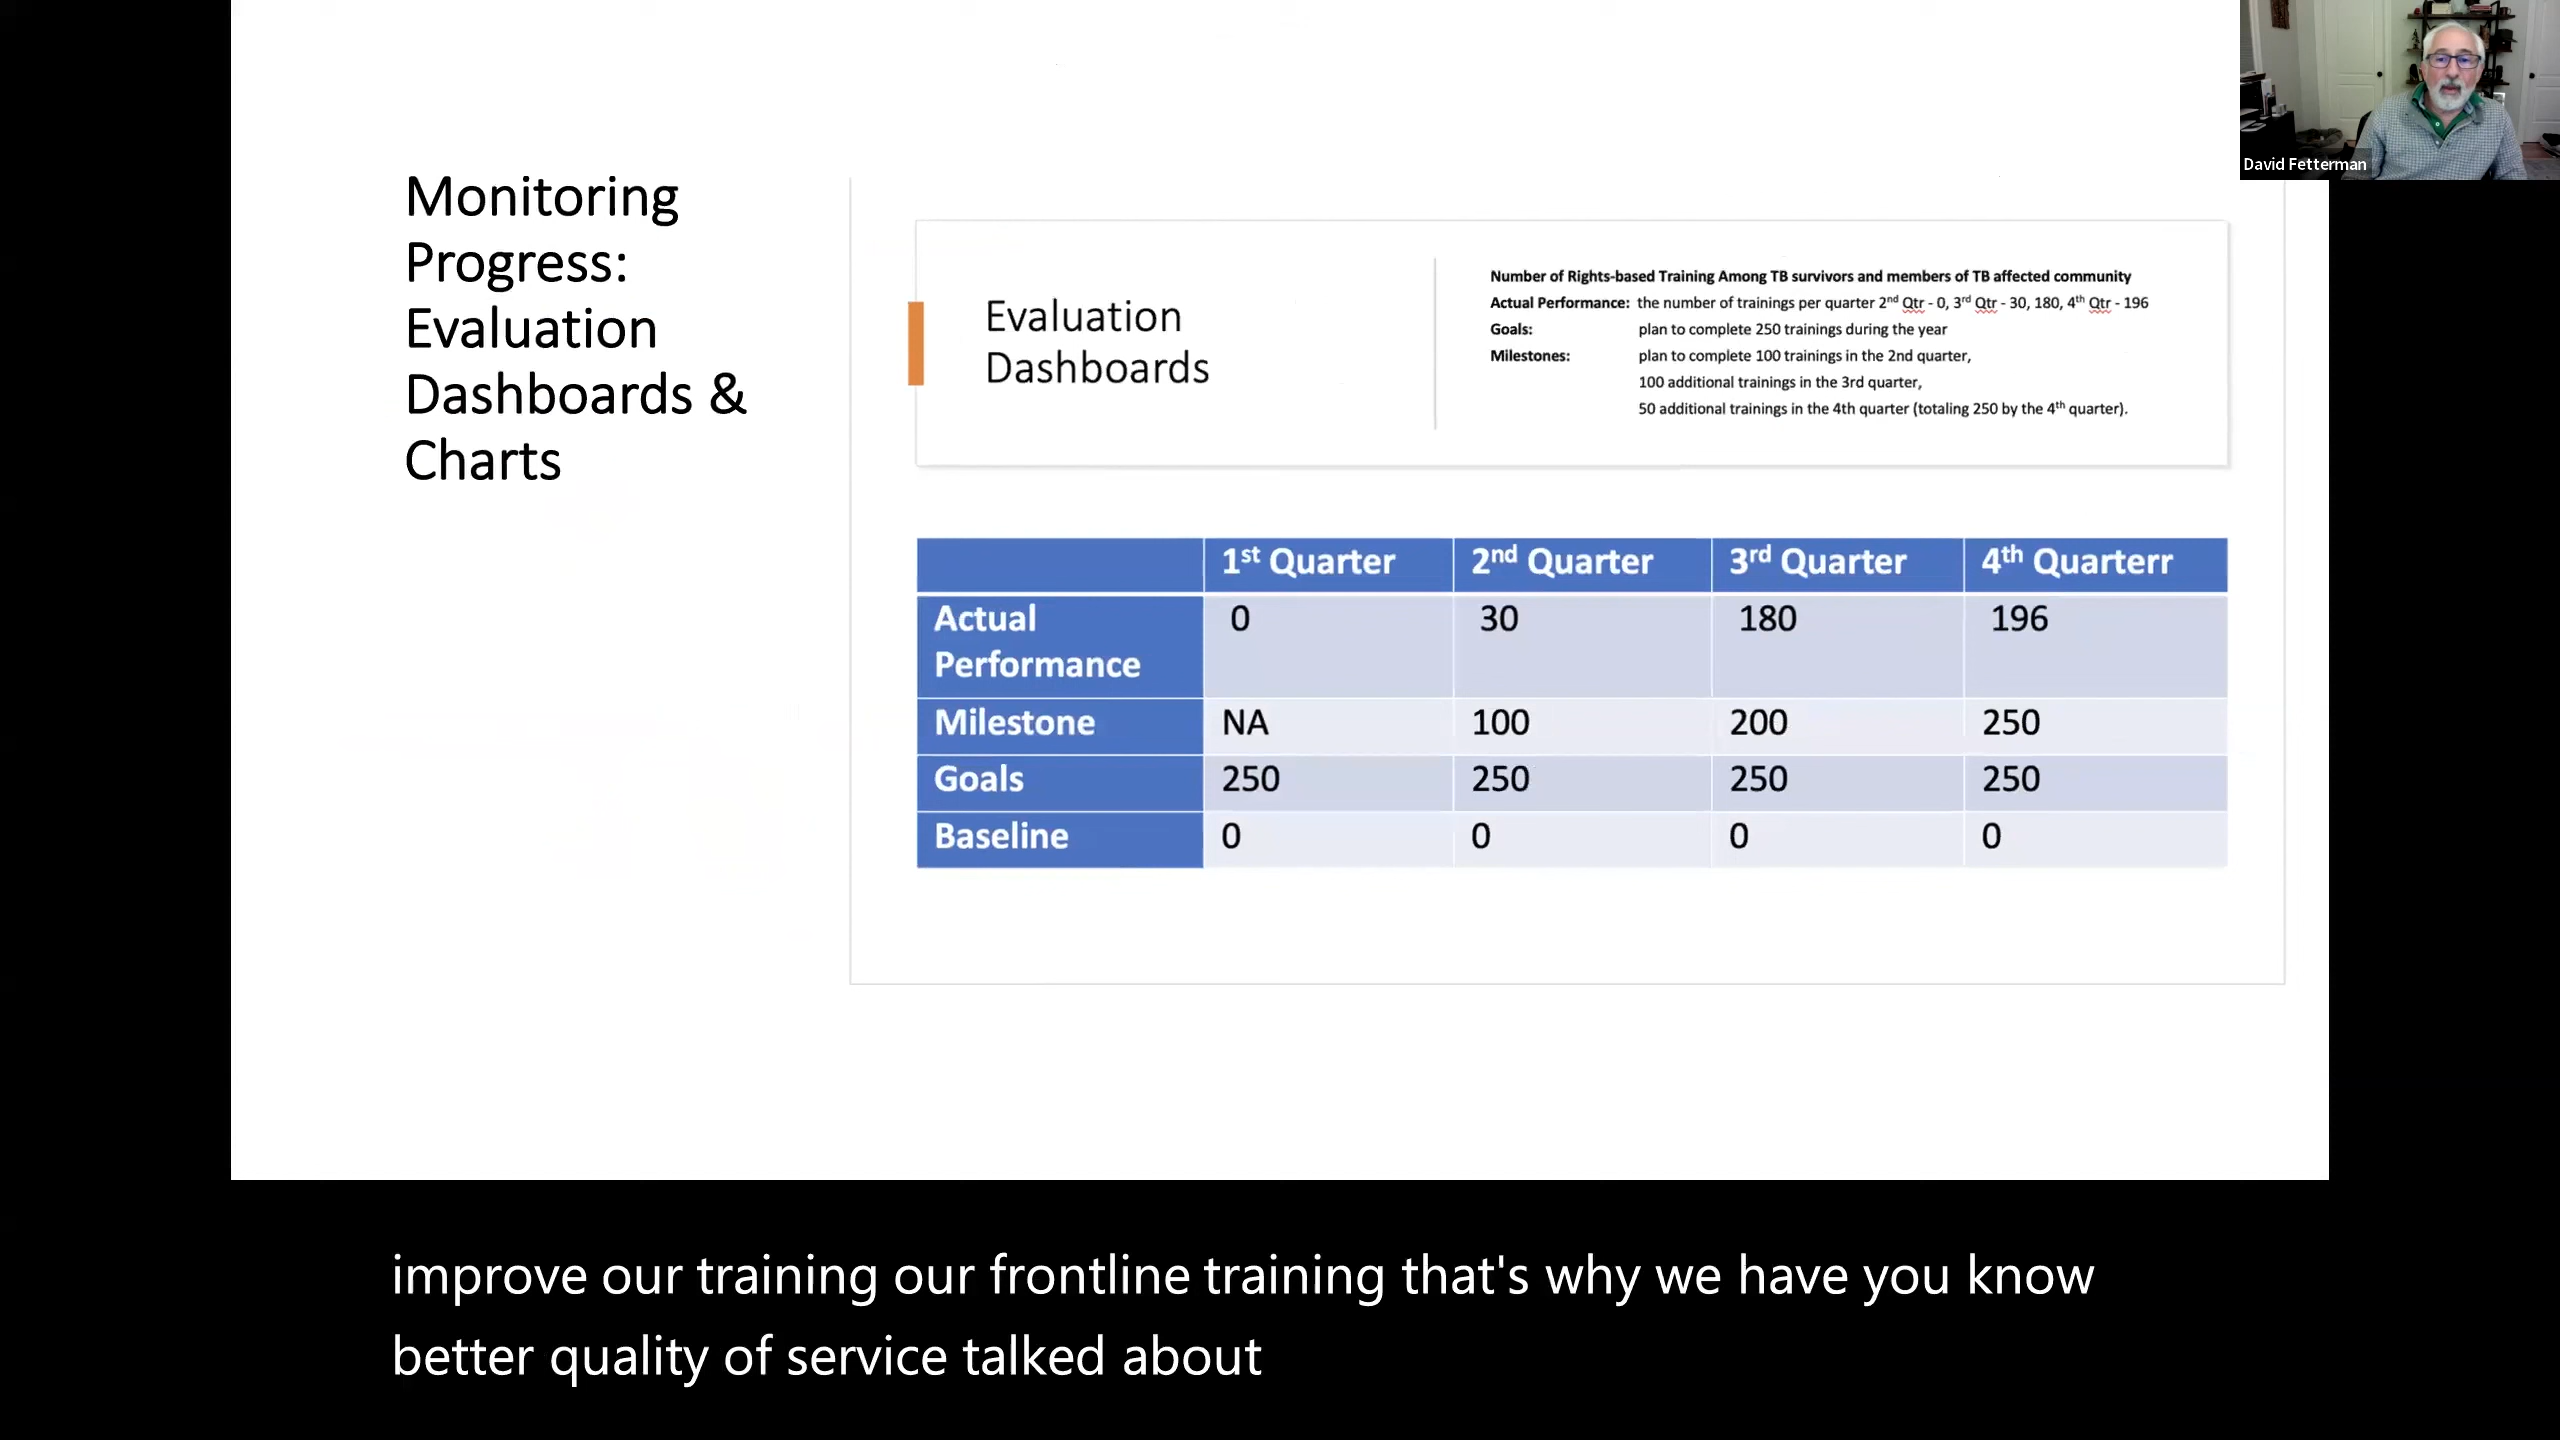 David Fetterman
Monitoring
Progress:
Evaluation
Dashboards &
Charts
Evaluation
Dashboards
Number of Rights-based Training Among TB survivors and members of TB affected community
Actual Performance: the number of trainings per quarter 2nd Qtr - 0, 3rd Qtr - 30, 180, 4th Qtr - 196
Goals: plan to complete 250 trainings during the year
Milestones: plan to complete 100 trainings in the 2nd quarter,
100 additional trainings in the 3rd quarter,
50 additional trainings in the 4th quarter (totaling 250 by the 4th quarter).
1st Quarter 2nd Quarter 3rd Quarter 4th Quarterr
Actual Performance 0 30 180 196
Milestone NA 100 200 250
Goals 250 250 250 250
Baseline 0 0 0 0
improve our training our frontline training that's why we have you know
better quality of service talked about